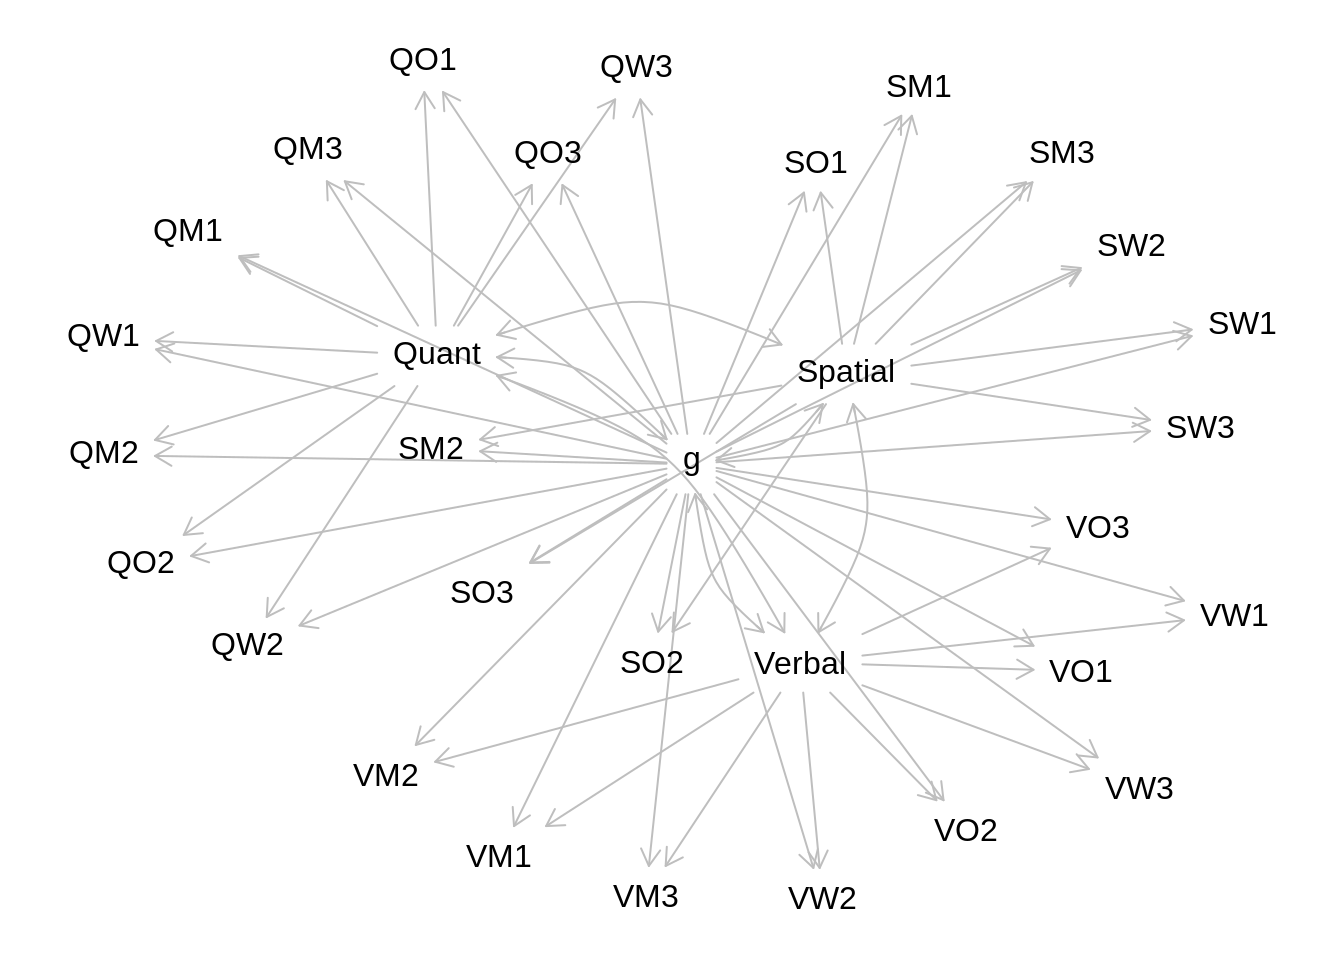 QO1
QW3
SM1
QM3
QO3
SO1
SM3
QM1
SW2
QW1
SW1
Quant
Spatial
SW3
QM2
SM2
g
VO3
QO2
SO3
VW1
QW2
SO2
Verbal
VO1
VM2
VW3
VO2
VM1
VM3
VW2